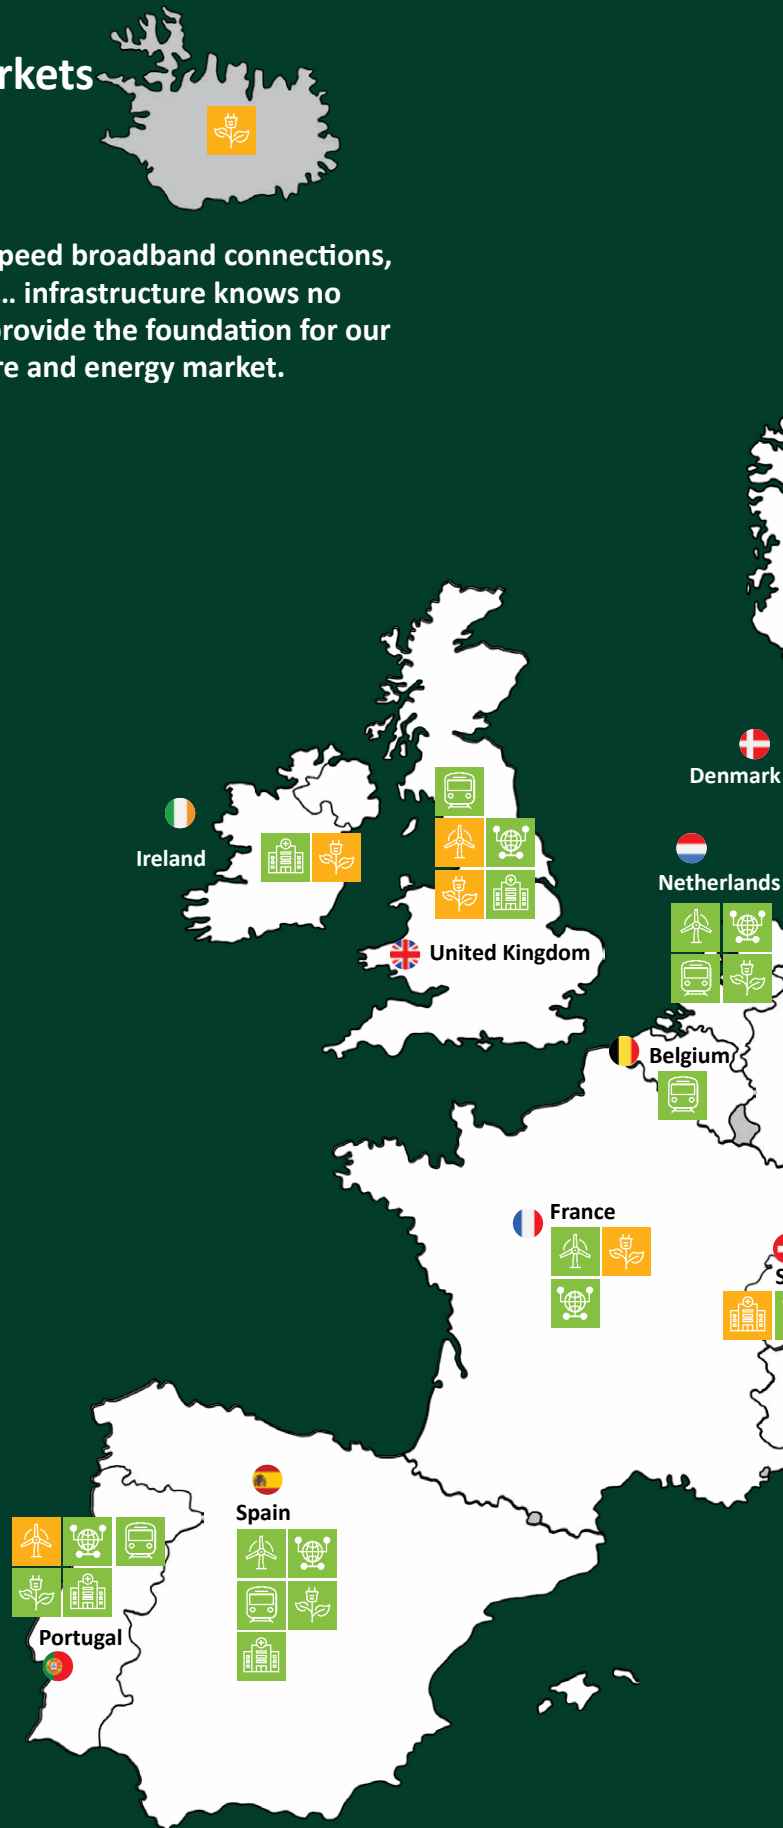 rkets
peed broadband connections,
... infrastructure knows no
provide the foundation for our
re and energy market.
Denmark
Ireland
Netherlands
United Kingdom
Belgium
France
S
Spain
Portugal